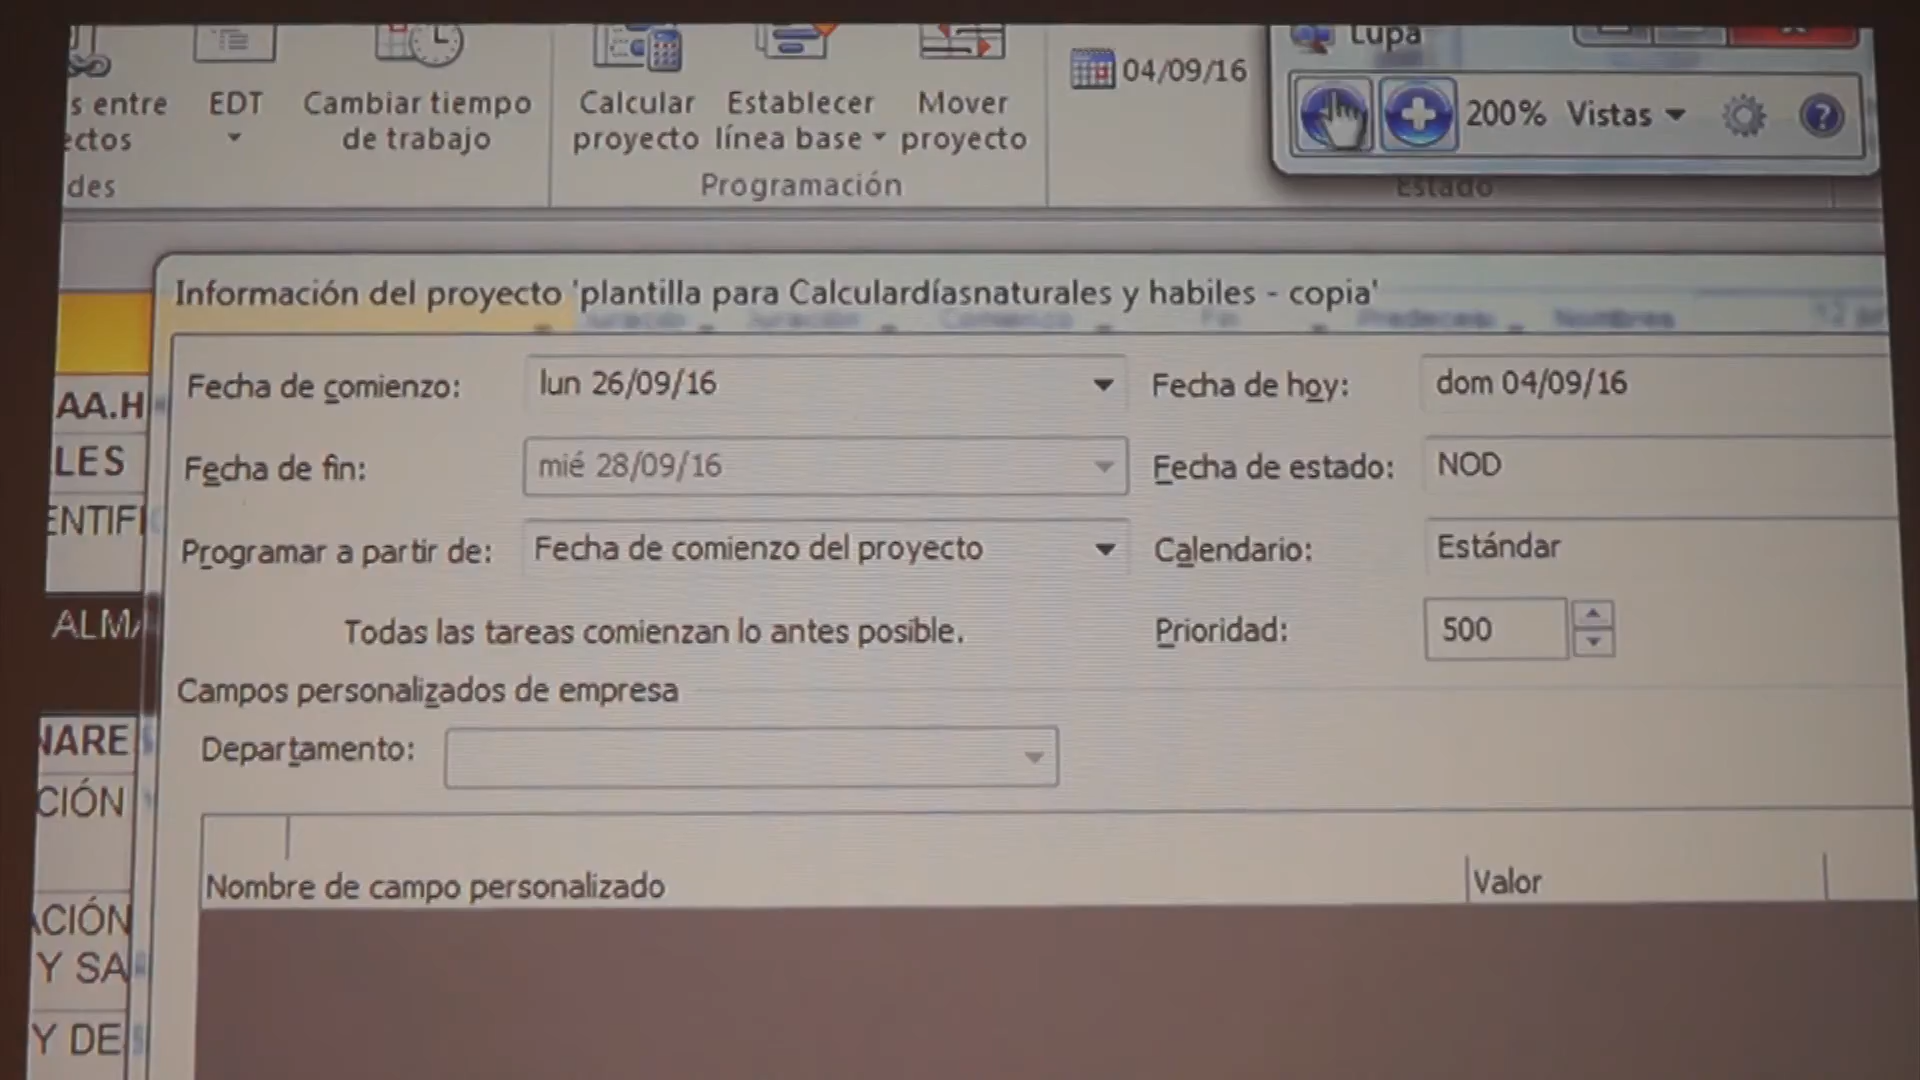 Lupa
04/09/16
200% Vistas
s entre
ectos
EDT
Cambiar tiempo
de trabajo
Calcular
proyecto
Establecer
línea base
Mover
proyecto
des
Programación
Estado
Información del proyecto 'plantilla para Calculardíasnaturales y habiles - copia'
Fecha de comienzo: lun 26/09/16 Fecha de hoy: dom 04/09/16
Fecha de fin: mié 28/09/16 Fecha de estado: NOD
Programar a partir de: Fecha de comienzo del proyecto Calendario: Estándar
Todas las tareas comienzan lo antes posible. Prioridad: 500
Campos personalizados de empresa
Departamento:
Nombre de campo personalizado Valor
AA.H
LES
ENTIFI
ALMA
NARE
CIÓN
ACIÓN
Y SA
Y DE